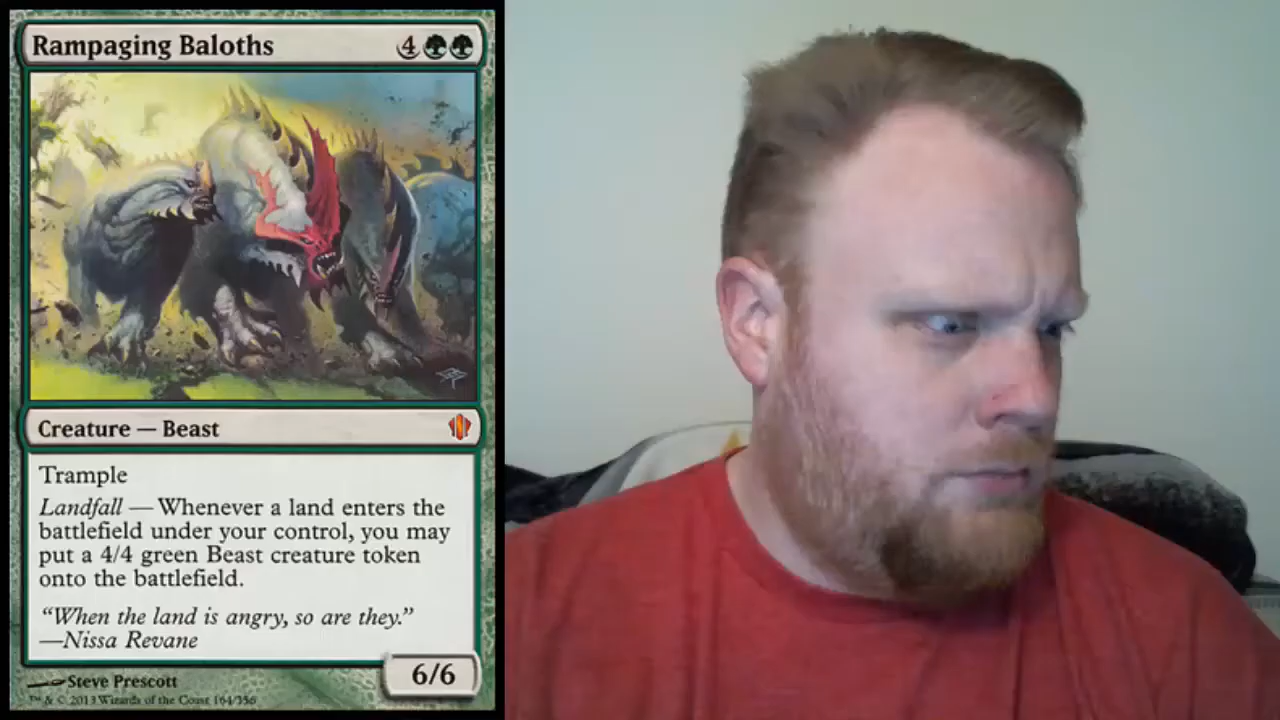 Rampaging Baloths 4
Creature — Beast
Trample
Landfall — Whenever a land enters the
battlefield under your control, you may
put a 4/4 green Beast creature token
onto the battlefield.
“When the land is angry, so are they.”
—Nissa Revane
6/6
Steve Prescott
™ & © 2013 Wizards of the Coast 164/356